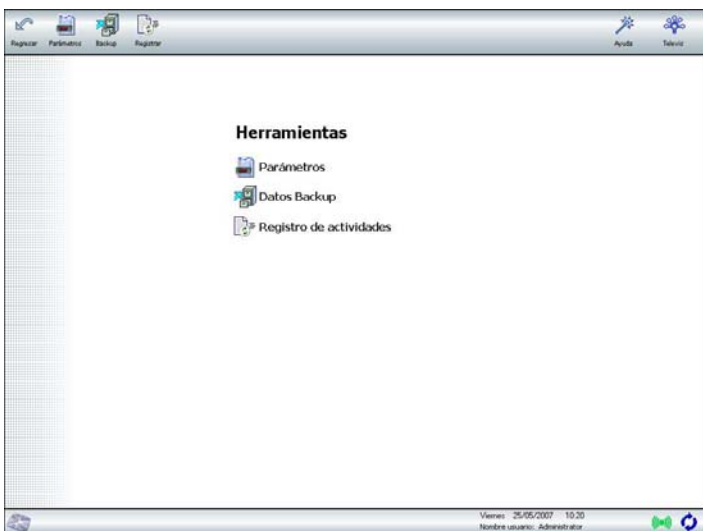 Regresar Parámetros Backup Registrar Ayuda Televis
Herramientas
Parámetros
Datos Backup
Registro de actividades
Viernes 25/05/2007 10:20
Nombre usuario: Administrator